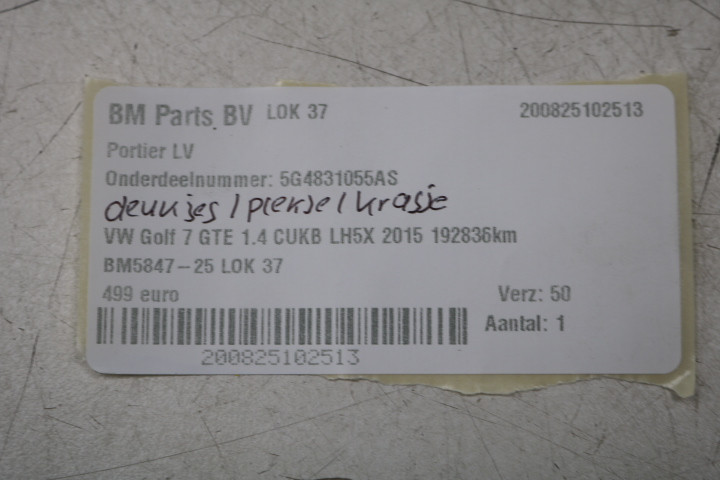 BM Parts BV LOK 37 200825102513
Portier LV
Onderdeelnummer: 5G4831055AS
deukjes / plekje / krasje
VW Golf 7 GTE 1.4 CUKB LH5X 2015 192836km
BM5847-25 LOK 37
499 euro Verz: 50
Aantal: 1
200825102513